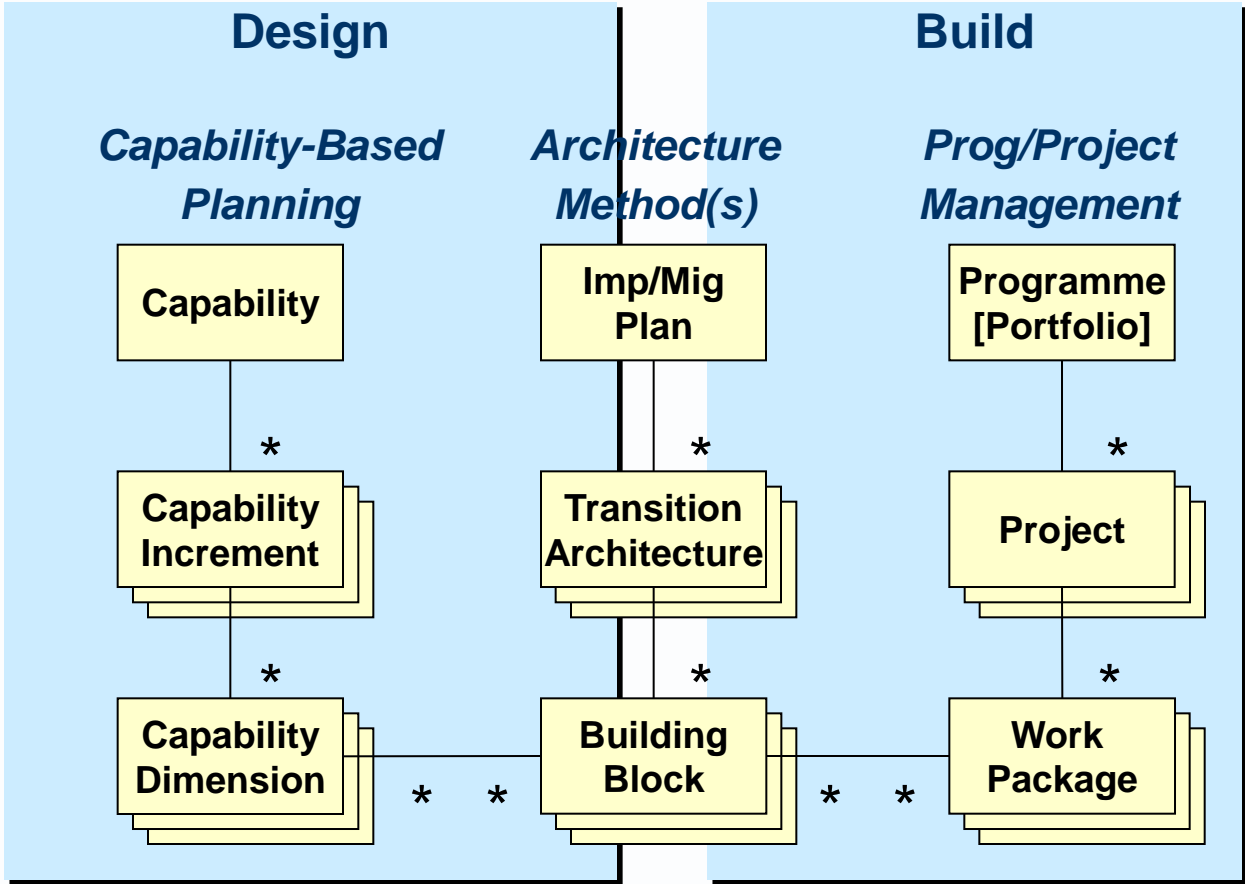 Design
Build
Capability-Based
Planning
Architecture
Method(s)
Prog/Project
Management
Capability
Imp/Mig
Plan
Programme
[Portfolio]
*
*
*
Capability
Increment
Transition
Architecture
Project
*
*
*
Capability
Dimension
Building
Block
Work
Package
* *
* *